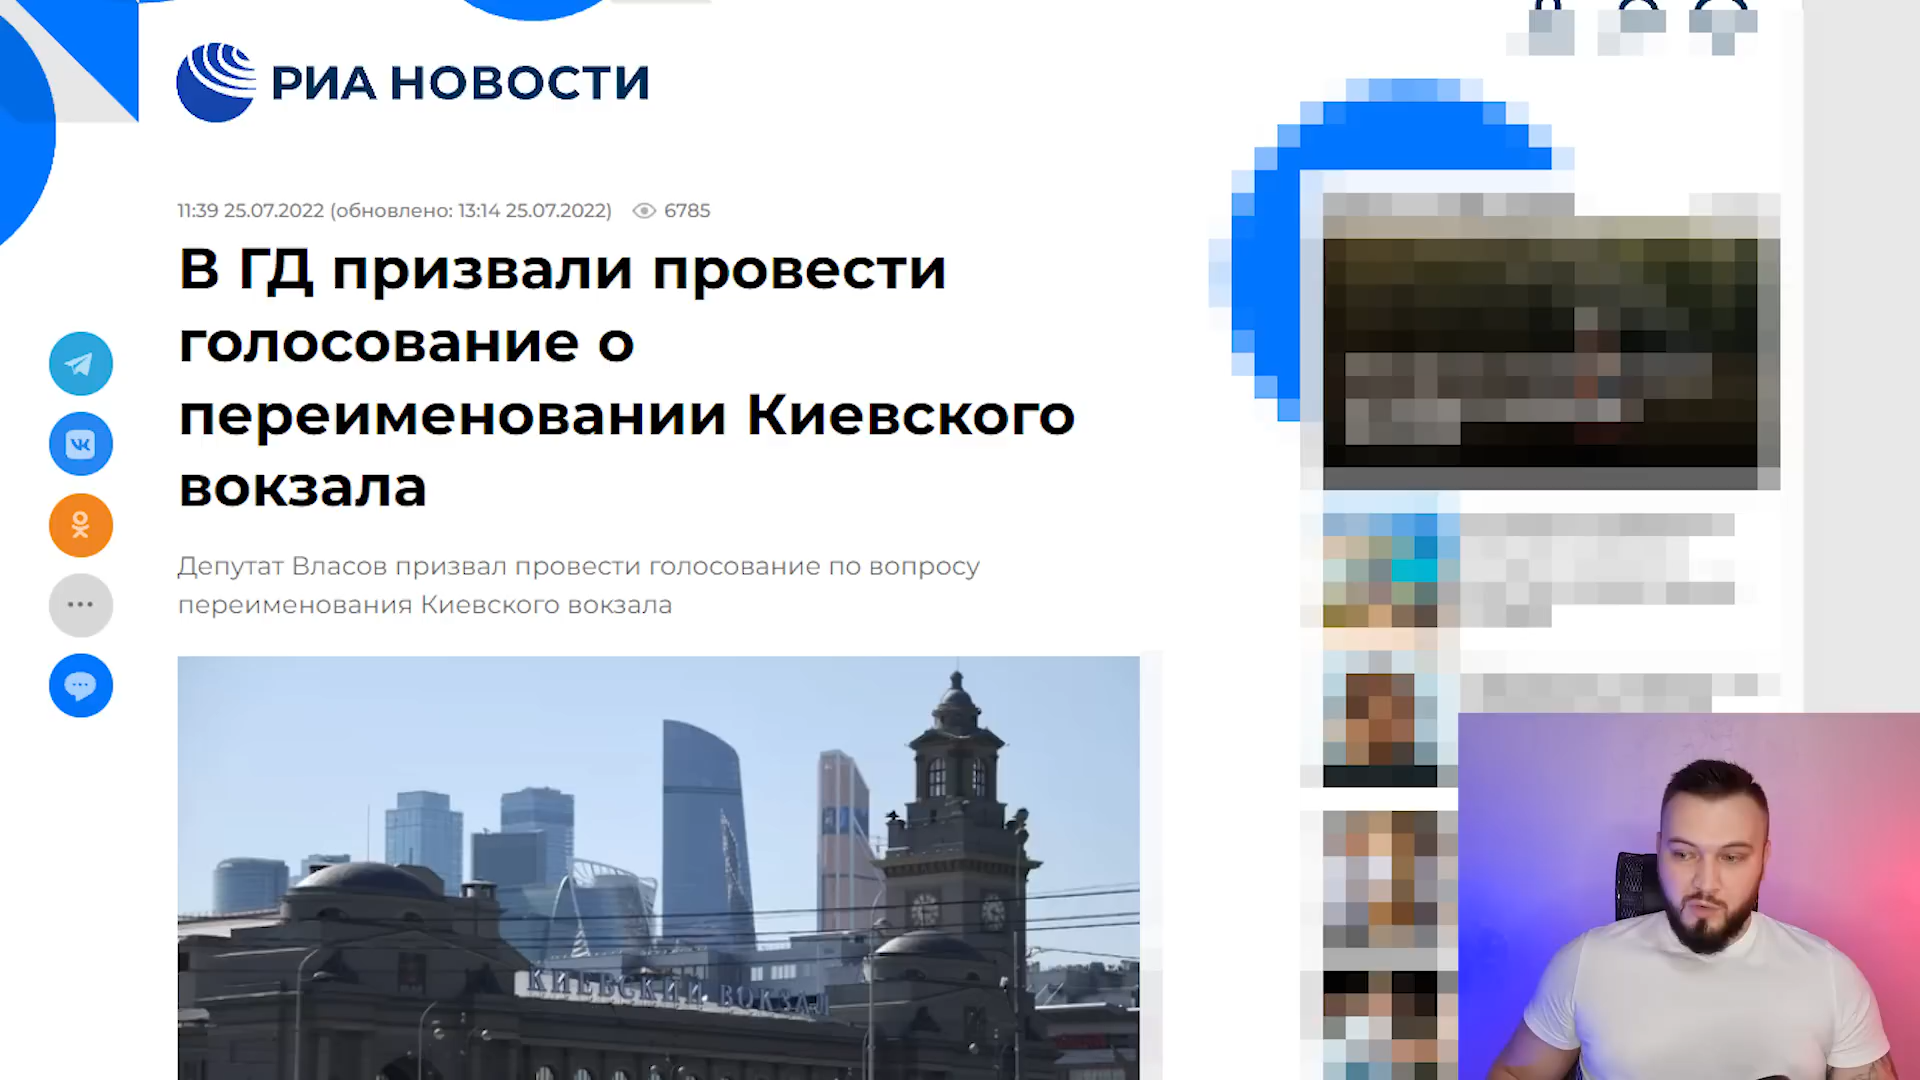 РИА НОВОСТИ
11:39 25.07.2022 (обновлено: 13:14 25.07.2022) 6785
В ГД призвали провести
голосование о
переименовании Киевского
вокзала
Депутат Власов призвал провести голосование по вопросу
переименования Киевского вокзала
КИЕВСКИЙ ВОКЗАЛ